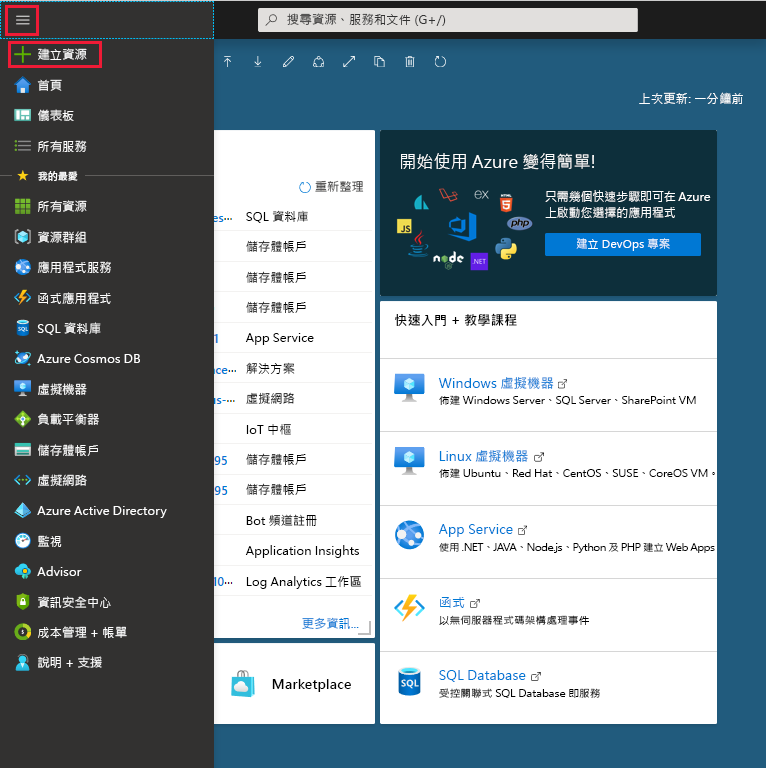 搜尋資源、服務和文件 (G+/)
建立資源
首頁
儀表板
所有服務
我的最愛
所有資源
資源群組
應用程式服務
函式應用程式
SQL 資料庫
Azure Cosmos DB
虛擬機器
負載平衡器
儲存體帳戶
虛擬網路
Azure Active Directory
監視
Advisor
資訊安全中心
成本管理 + 帳單
說明 + 支援
上次更新: 一分鐘前
重新整理
es... SQL 資料庫
儲存體帳戶
儲存體帳戶
儲存體帳戶
1 App Service
ace... 解決方案
s-... 虛擬網路
IoT 中樞
95 儲存體帳戶
95 儲存體帳戶
Bot 頻道註冊
Application Insights
10... Log Analytics 工作區
更多資訊...
Marketplace
開始使用 Azure 變得簡單!
EX
HTML
JS
php
node
.NET
只需幾個快速步驟即可在 Azure
上啟動您選擇的應用程式
建立 DevOps 專案
快速入門 + 教學課程
Windows 虛擬機器
佈建 Windows Server、SQL Server、SharePoint VM
Linux 虛擬機器
佈建 Ubuntu、Red Hat、CentOS、SUSE、CoreOS VM。
App Service
使用 .NET、JAVA、Node.js、Python 及 PHP 建立 Web Apps
函式
以無伺服器程式碼架構處理事件
SQL
SQL Database
受控關聯式 SQL Database 即服務